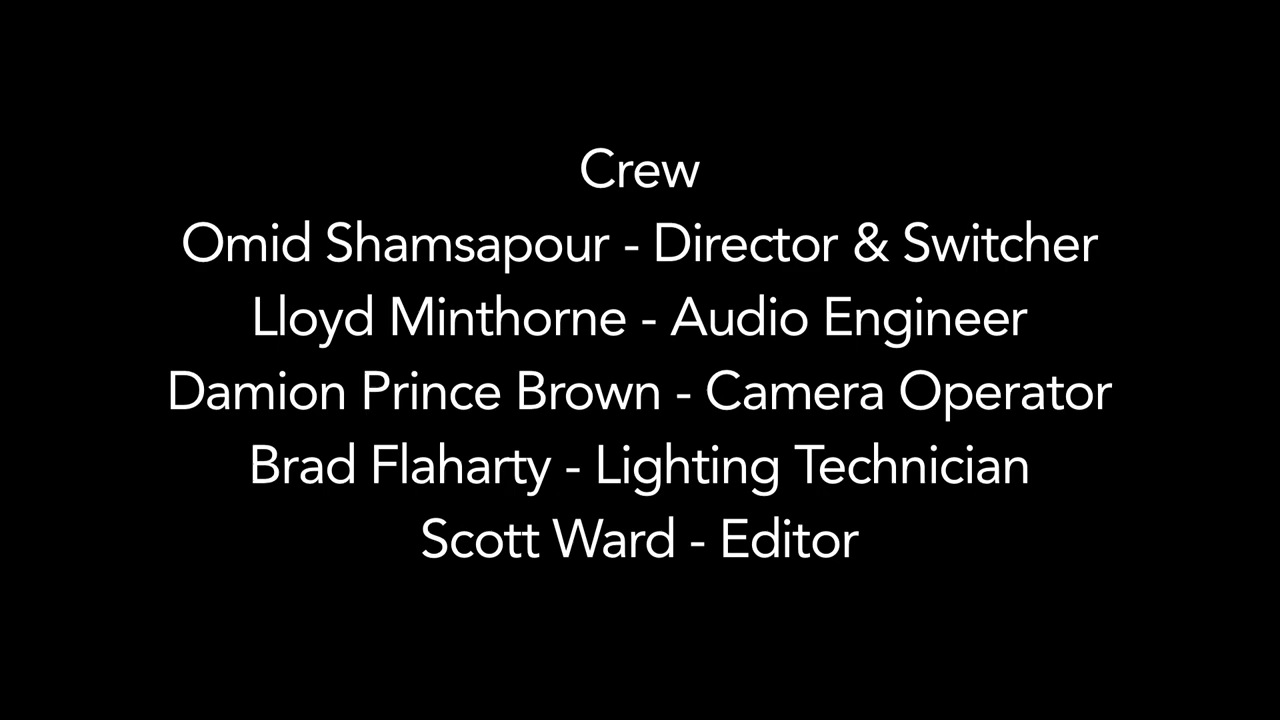 Crew
Omid Shamsapour - Director & Switcher
Lloyd Minthorne - Audio Engineer
Damion Prince Brown - Camera Operator
Brad Flaharty - Lighting Technician
Scott Ward - Editor